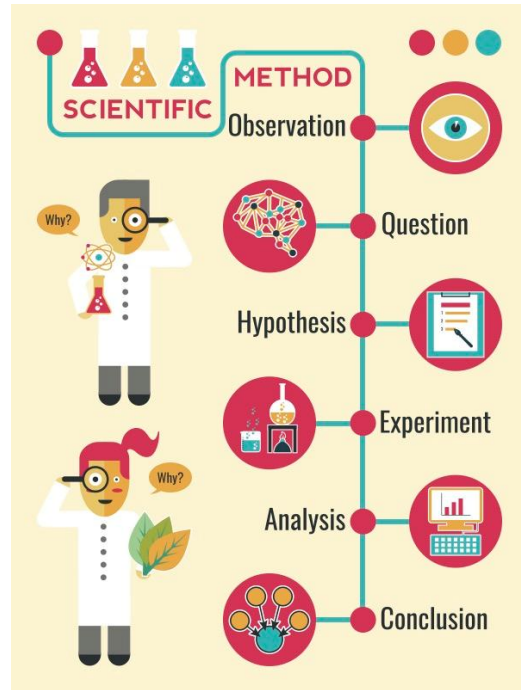 SCIENTIFIC
METHOD
Observation
Why?
Question
Hypothesis
Experiment
Why?
Analysis
Conclusion